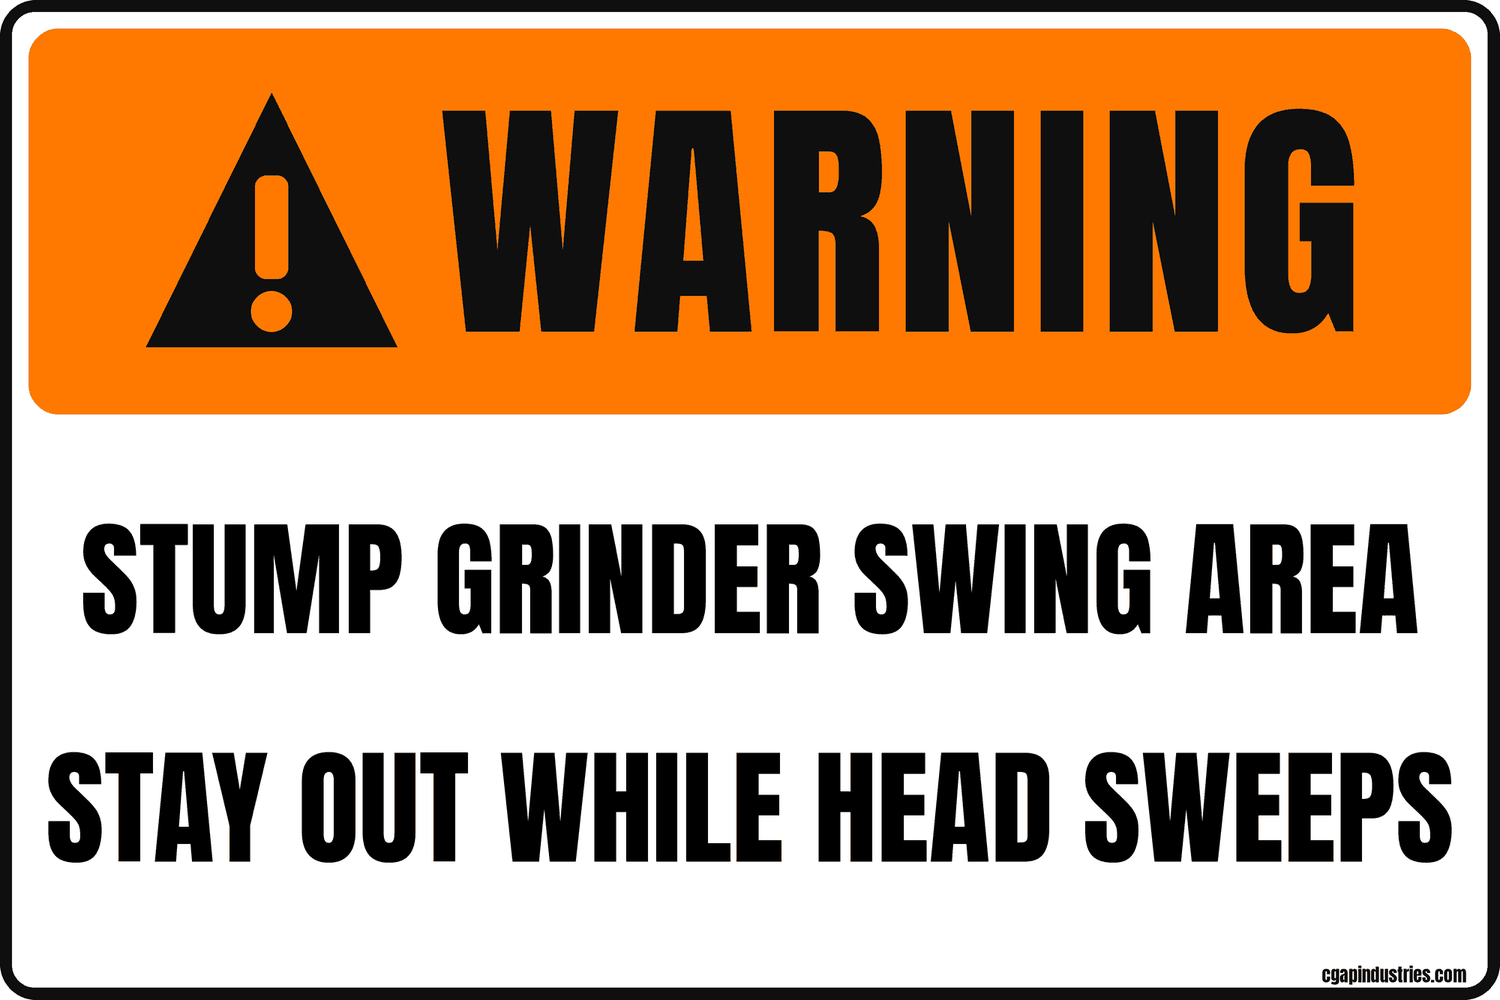 WARNING
STUMP GRINDER SWING AREA
STAY OUT WHILE HEAD SWEEPS
cgapindustries.com